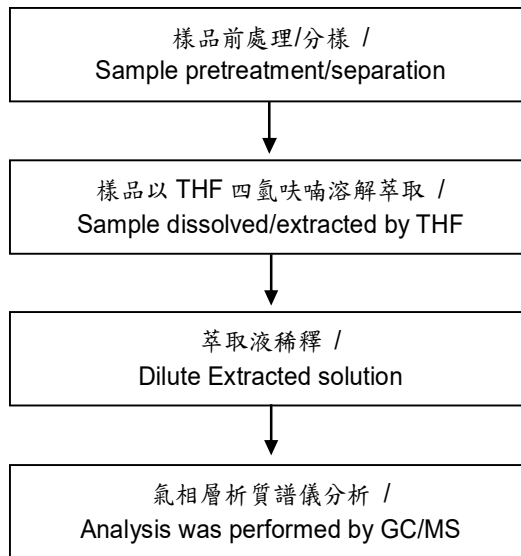 樣品前處理/分樣 /
Sample pretreatment/separation
樣品以 THF 四氫呋喃溶解萃取 /
Sample dissolved/extracted by THF
萃取液稀釋 /
Dilute Extracted solution
氣相層析質譜儀分析 /
Analysis was performed by GC/MS